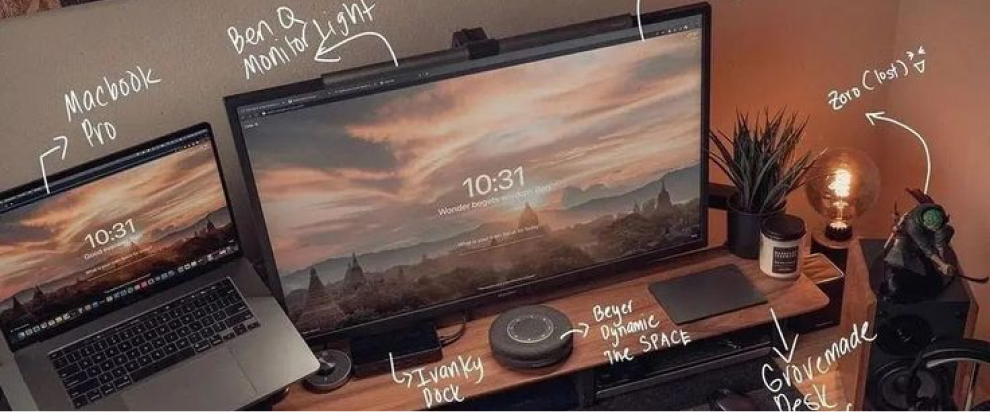 Ben Q
Monitor Light
Macbook
Pro
Zoro (lost)
10:31
10:31
Beyer
Dynamic
The SPACE
Ivanky
Dock
Grovemade
Desk